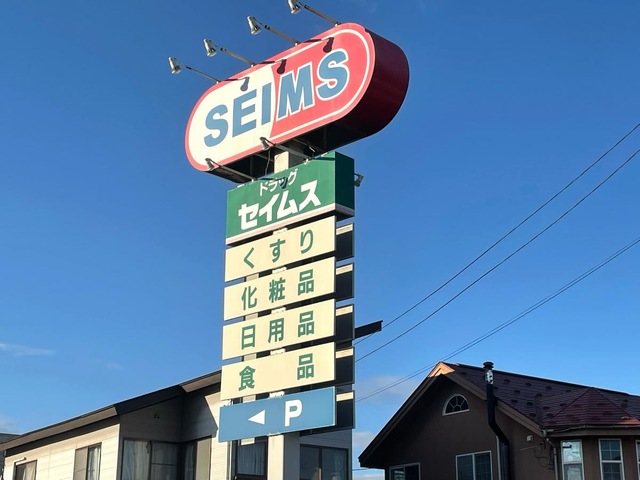 SEIMS
ドラッグ
セイムス
くすり
化粧品
日用品
食品
◀ P